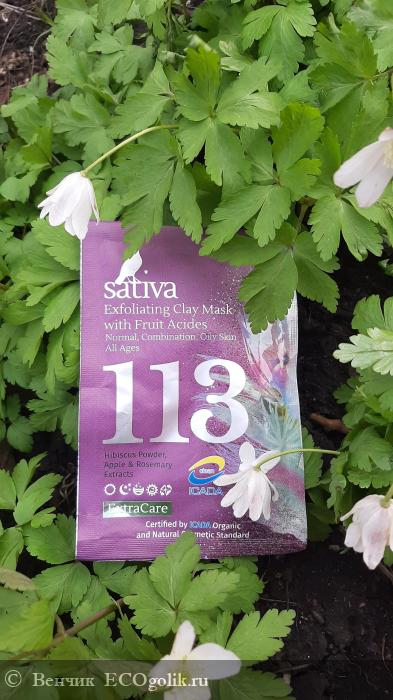 sativa
Exfoliating Clay Mask
with Fruit Acides
Normal, Combination, Oily Skin
All Ages
113
Hibiscus Powder,
Apple & Rosemary
Extracts
clean
ICADA
ExtraCare
Certified by ICADA Organic
and Natural Cosmetic Standard
© Венчик ECOgolik.ru